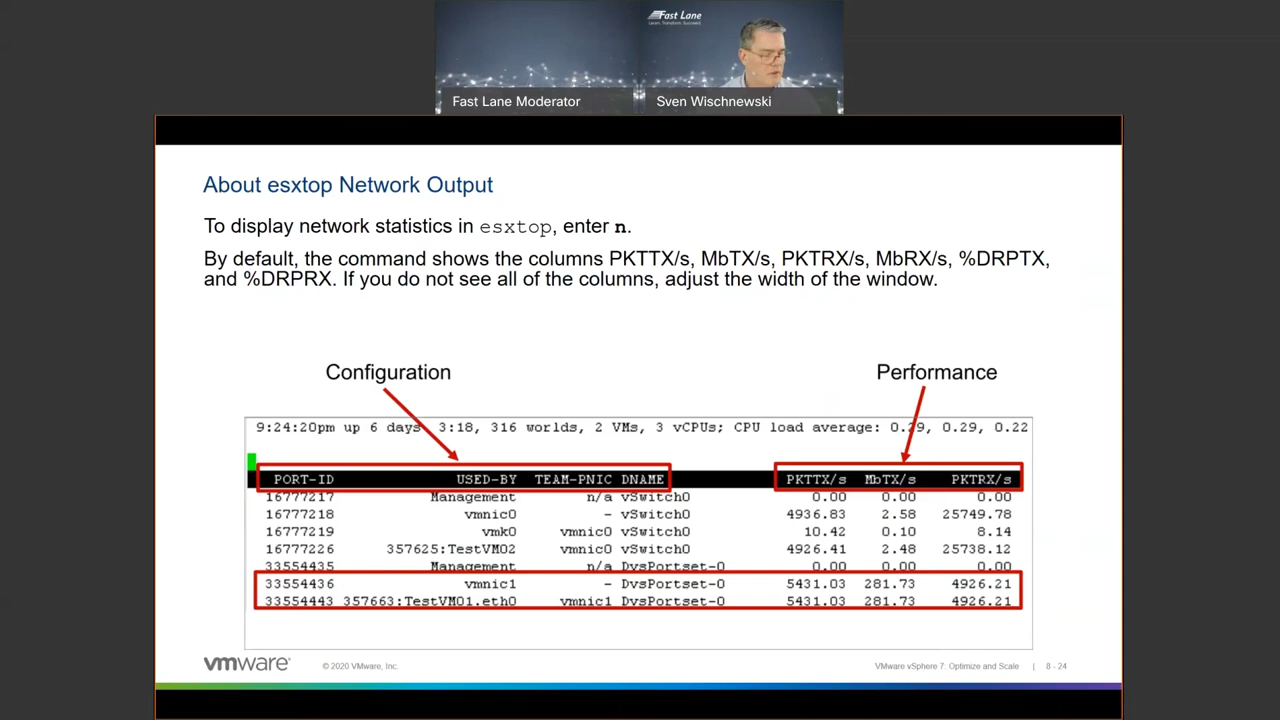 Fast Lane
Fast Lane Moderator
Sven Wischnewski
About esxtop Network Output
To display network statistics in esxtop, enter n.
By default, the command shows the columns PKTTX/s, MbTX/s, PKTRX/s, MbRX/s, %DRPTX,
and %DRPRX. If you do not see all of the columns, adjust the width of the window.
Configuration Performance
9:24:20pm up 6 days, 3:18, 316 worlds, 2 VMs, 3 vCPUs; CPU load average: 0.29, 0.29, 0.22
PORT-ID USED-BY TEAM-PNIC DNAME PKTTX/s MbTX/s PKTRX/s
16777217 Management n/a vSwitch0 0.00 0.00 0.00
16777218 vmnic0 - vSwitch0 4936.83 2.58 25749.78
16777219 vmk0 vmnic0 vSwitch0 10.42 0.10 8.14
16777226 357625:TestVM02 vmnic0 vSwitch0 4926.41 2.48 25738.12
33554435 Management n/a DvsPortset-0 0.00 0.00 0.00
33554436 vmnic1 - DvsPortset-0 5431.03 281.73 4926.21
33554443 357663:TestVM01.eth0 vmnic1 DvsPortset-0 5431.03 281.73 4926.21
vmware® © 2020 VMware, Inc. VMware vSphere 7: Optimize and Scale | 8 - 24